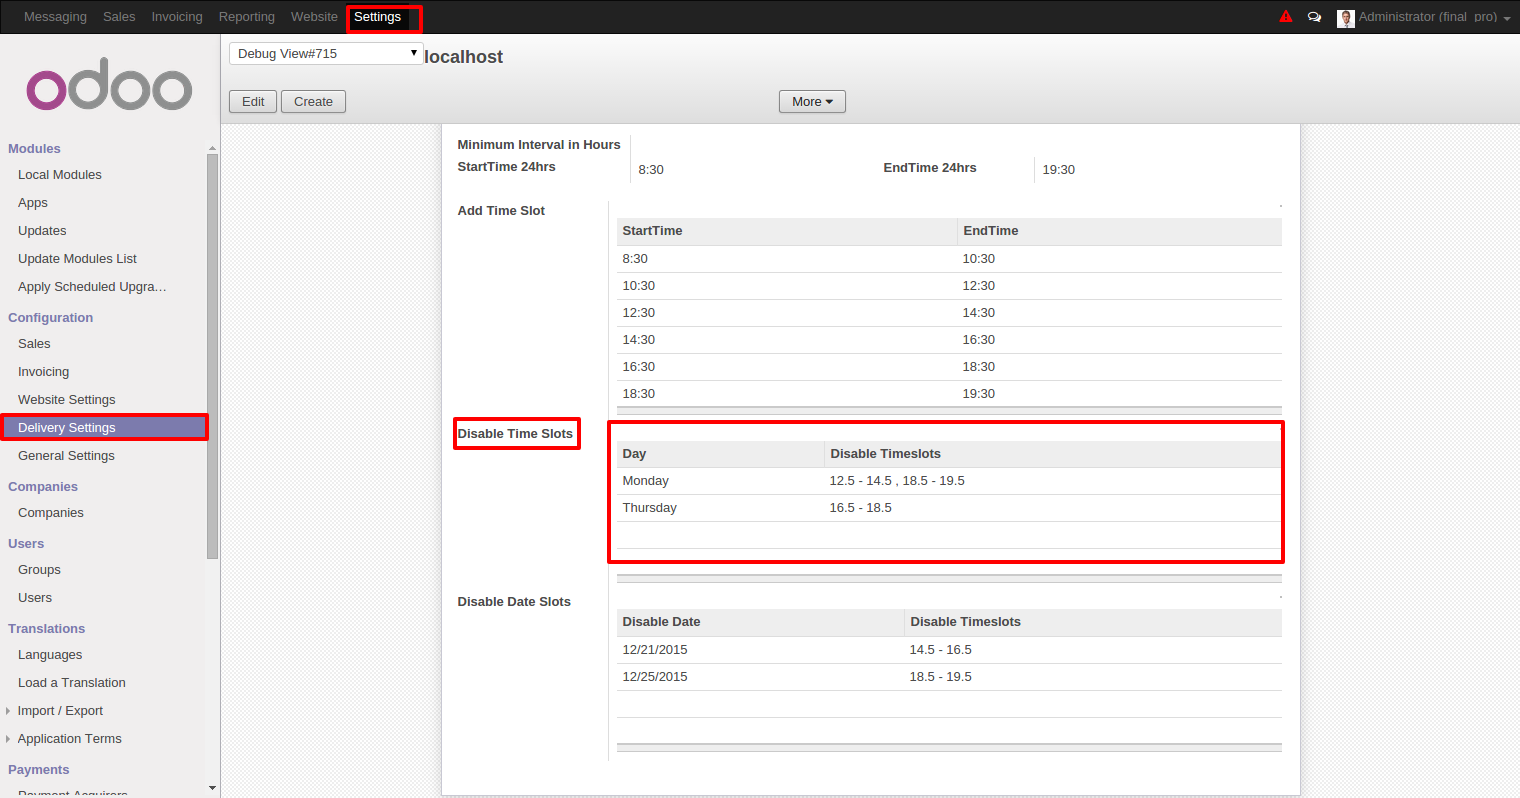 Messaging Sales Invoicing Reporting Website Settings Administrator (final_pro)
odoo
Debug View#715 localhost
Edit Create More
Modules
Local Modules
Apps
Updates
Update Modules List
Apply Scheduled Upgra…
Configuration
Sales
Invoicing
Website Settings
Delivery Settings
General Settings
Companies
Companies
Users
Groups
Users
Translations
Languages
Load a Translation
Import / Export
Application Terms
Payments
Payment Acquirers
Minimum Interval in Hours
StartTime 24hrs 8:30 EndTime 24hrs 19:30
Add Time Slot
StartTime EndTime
8:30 10:30
10:30 12:30
12:30 14:30
14:30 16:30
16:30 18:30
18:30 19:30
Disable Time Slots
Day Disable Timeslots
Monday 12.5 - 14.5 , 18.5 - 19.5
Thursday 16.5 - 18.5
Disable Date Slots
Disable Date Disable Timeslots
12/21/2015 14.5 - 16.5
12/25/2015 18.5 - 19.5